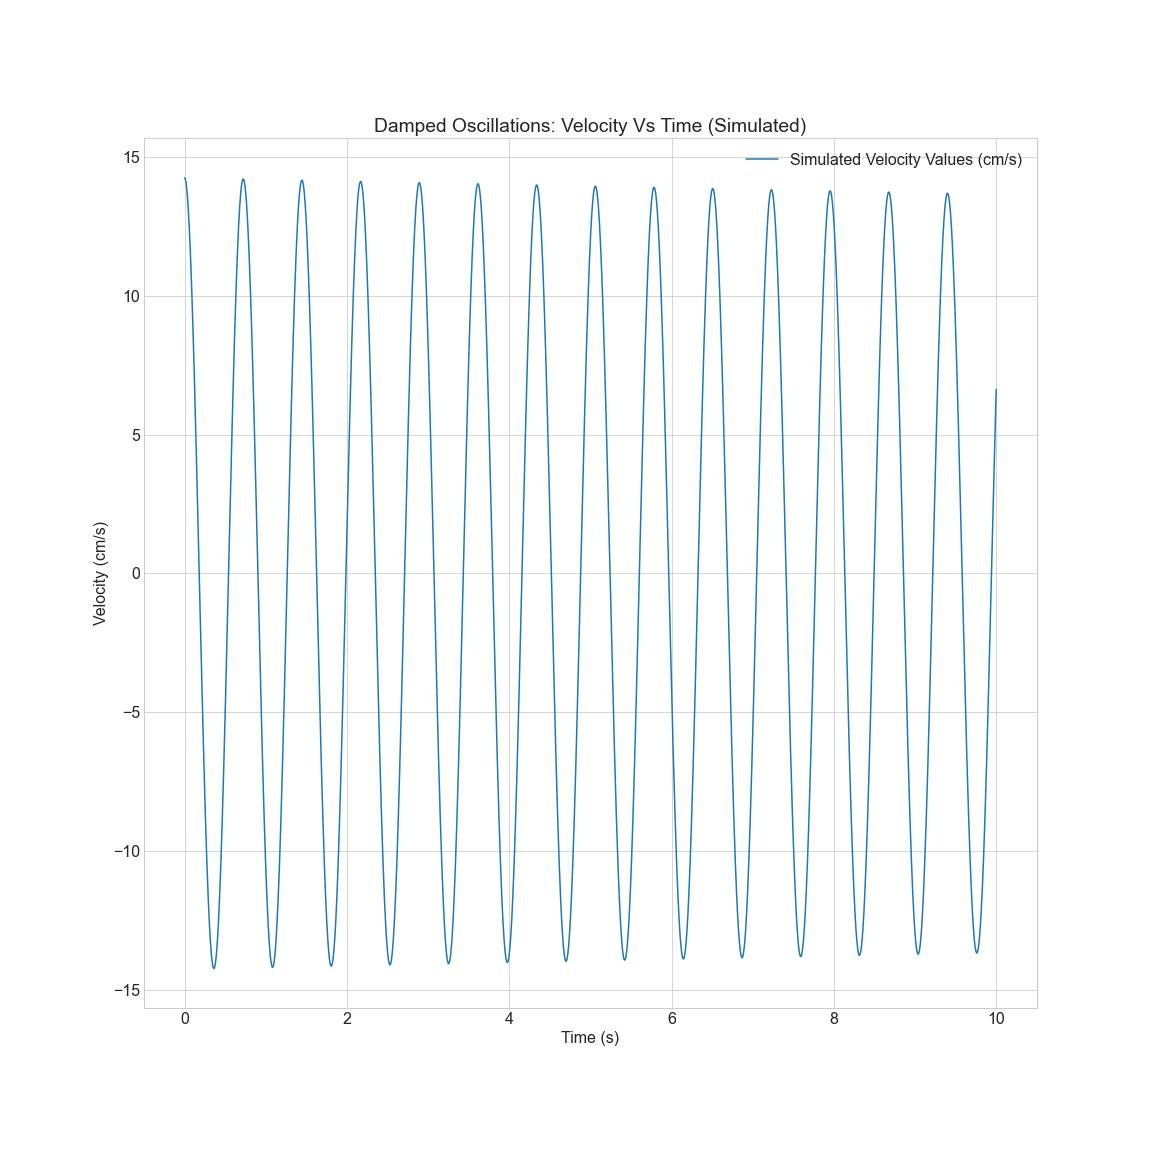 Damped Oscillations: Velocity Vs Time (Simulated)
Simulated Velocity Values (cm/s)
15
10
5
0
−5
−10
−15
Velocity (cm/s)
0 2 4 6 8 10
Time (s)